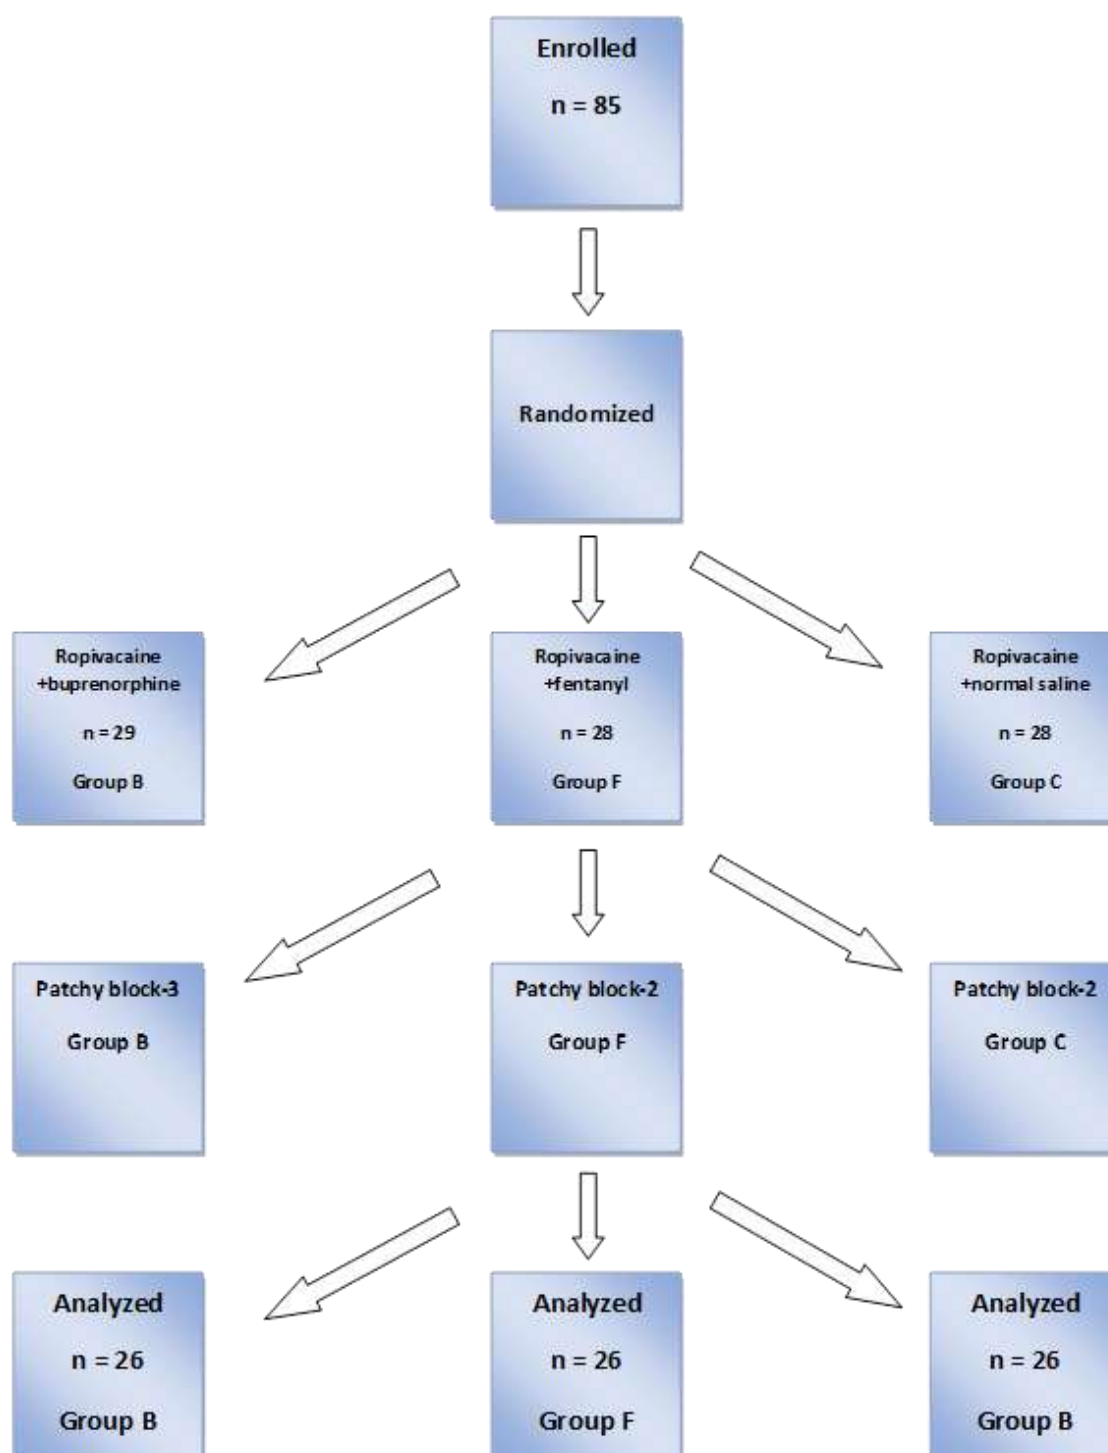 Enrolled
n = 85
Randomized
Ropivacaine
+buprenorphine
n = 29
Group B
Ropivacaine
+fentanyl
n = 28
Group F
Ropivacaine
+normal saline
n = 28
Group C
Patchy block-3
Group B
Patchy block-2
Group F
Patchy block-2
Group C
Analyzed
n = 26
Group B
Analyzed
n = 26
Group F
Analyzed
n = 26
Group B